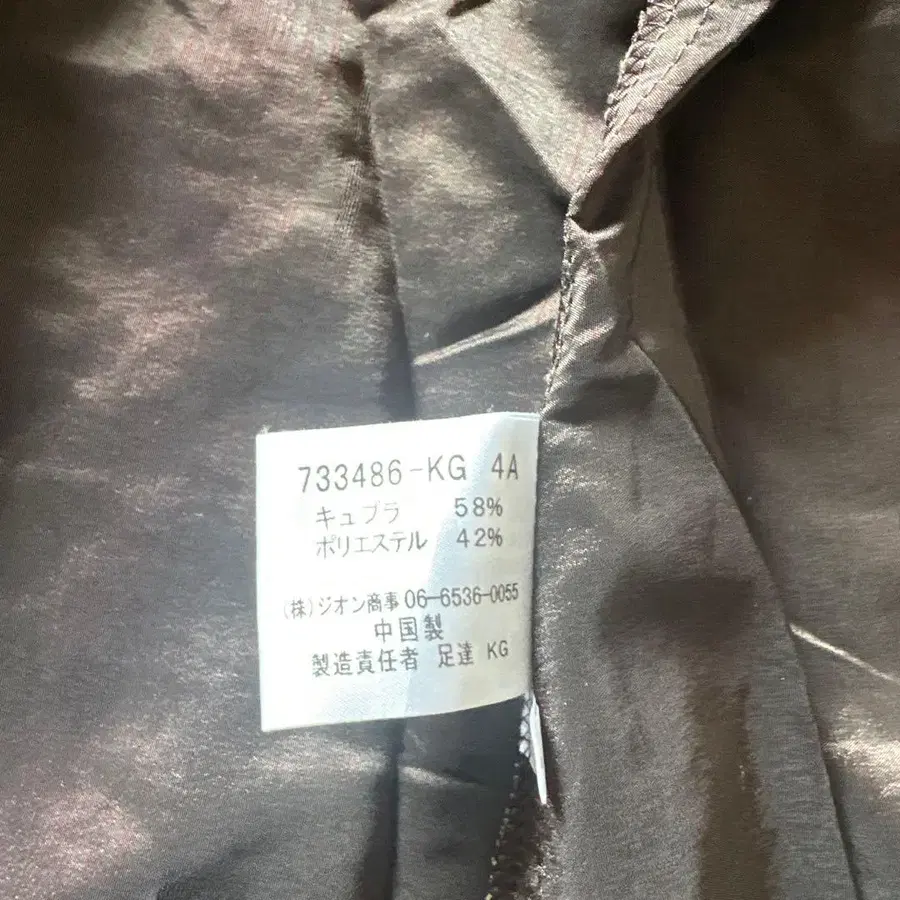 733486-KG 4A
キュプラ 58%
ポリエステル 42%
(株)ジオン商事 06-6536-0055
中国製
製造責任者 足達 KG